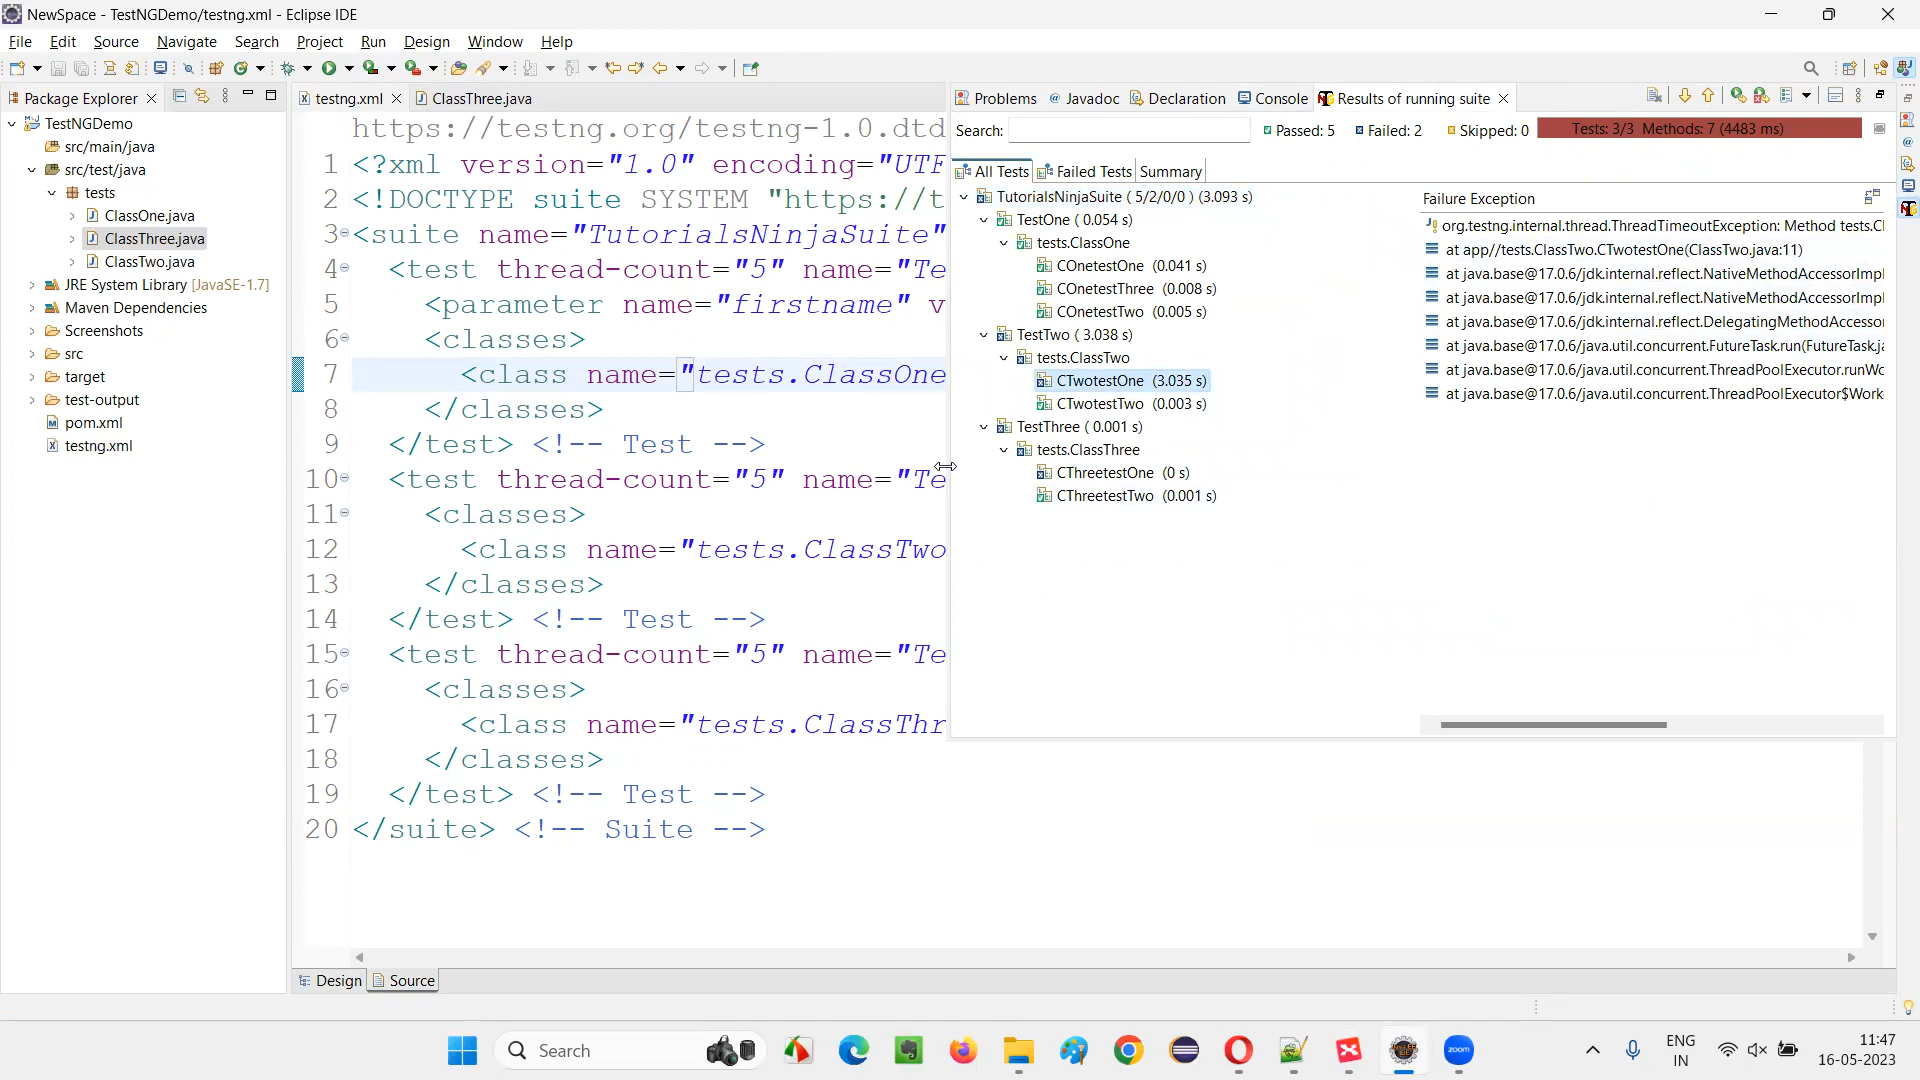 NewSpace - TestNGDemo/testng.xml - Eclipse IDE
File Edit Source Navigate Search Project Run Design Window Help
Package Explorer
TestNGDemo
src/main/java
src/test/java
tests
ClassOne.java
ClassThree.java
ClassTwo.java
JRE System Library [JavaSE-1.7]
Maven Dependencies
Screenshots
src
target
test-output
pom.xml
testng.xml
testng.xml ClassThree.java
https://testng.org/testng-1.0.dtd
1 <?xml version="1.0" encoding="UTF
2 <!DOCTYPE suite SYSTEM "https://t
3 <suite name="TutorialsNinjaSuite"
4 <test thread-count="5" name="Te
5 <parameter name="firstname" v
6 <classes>
7 <class name="tests.ClassOne
8 </classes>
9 </test> <!-- Test -->
10 <test thread-count="5" name="Te
11 <classes>
12 <class name="tests.ClassTwo
13 </classes>
14 </test> <!-- Test -->
15 <test thread-count="5" name="Te
16 <classes>
17 <class name="tests.ClassThr
18 </classes>
19 </test> <!-- Test -->
20 </suite> <!-- Suite -->
Design Source
Problems Javadoc Declaration Console Results of running suite
Search: Passed: 5 Failed: 2 Skipped: 0 Tests: 3/3 Methods: 7 (4483 ms)
All Tests Failed Tests Summary
TutorialsNinjaSuite ( 5/2/0/0 ) (3.093 s)
TestOne ( 0.054 s)
tests.ClassOne
COnetestOne (0.041 s)
COnetestThree (0.008 s)
COnetestTwo (0.005 s)
TestTwo ( 3.038 s)
tests.ClassTwo
CTwotestOne (3.035 s)
CTwotestTwo (0.003 s)
TestThree ( 0.001 s)
tests.ClassThree
CThreetestOne (0 s)
CThreetestTwo (0.001 s)
Failure Exception
org.testng.internal.thread.ThreadTimeoutException: Method tests.Cl
at app//tests.ClassTwo.CTwotestOne(ClassTwo.java:11)
at java.base@17.0.6/jdk.internal.reflect.NativeMethodAccessorImpl
at java.base@17.0.6/jdk.internal.reflect.NativeMethodAccessorImpl
at java.base@17.0.6/jdk.internal.reflect.DelegatingMethodAccessor
at java.base@17.0.6/java.util.concurrent.FutureTask.run(FutureTask.ja
at java.base@17.0.6/java.util.concurrent.ThreadPoolExecutor.runWo
at java.base@17.0.6/java.util.concurrent.ThreadPoolExecutor$Work
Search
zoom
ENG
IN
11:47
16-05-2023